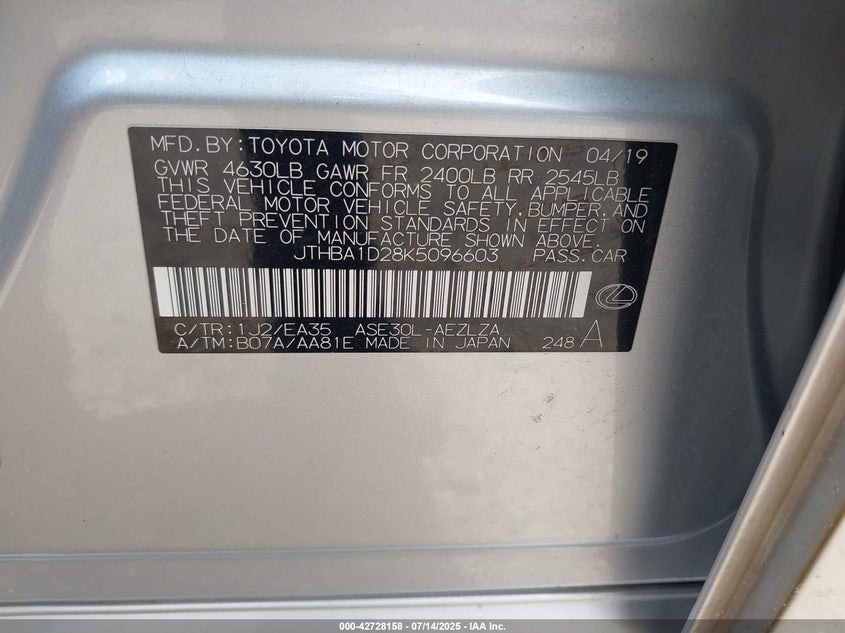 MFD.BY:TOYOTA MOTOR CORPORATION 04/19
GVWR 4630LB GAWR FR 2400LB RR 2545LB
THIS VEHICLE CONFORMS TO ALL APPLICABLE
FEDERAL MOTOR VEHICLE SAFETY,BUMPER,AND
THEFT PREVENTION STANDARDS IN EFFECT ON
THE DATE OF MANUFACTURE SHOWN ABOVE.
JTHBA1D28K5096603 PASS.CAR
C/TR:1J2/EA35 ASE30L-AEZLZA
A/TM:B07A/AA81E MADE IN JAPAN 248 A
000-42728158 - 07/14/2025 - IAA Inc.